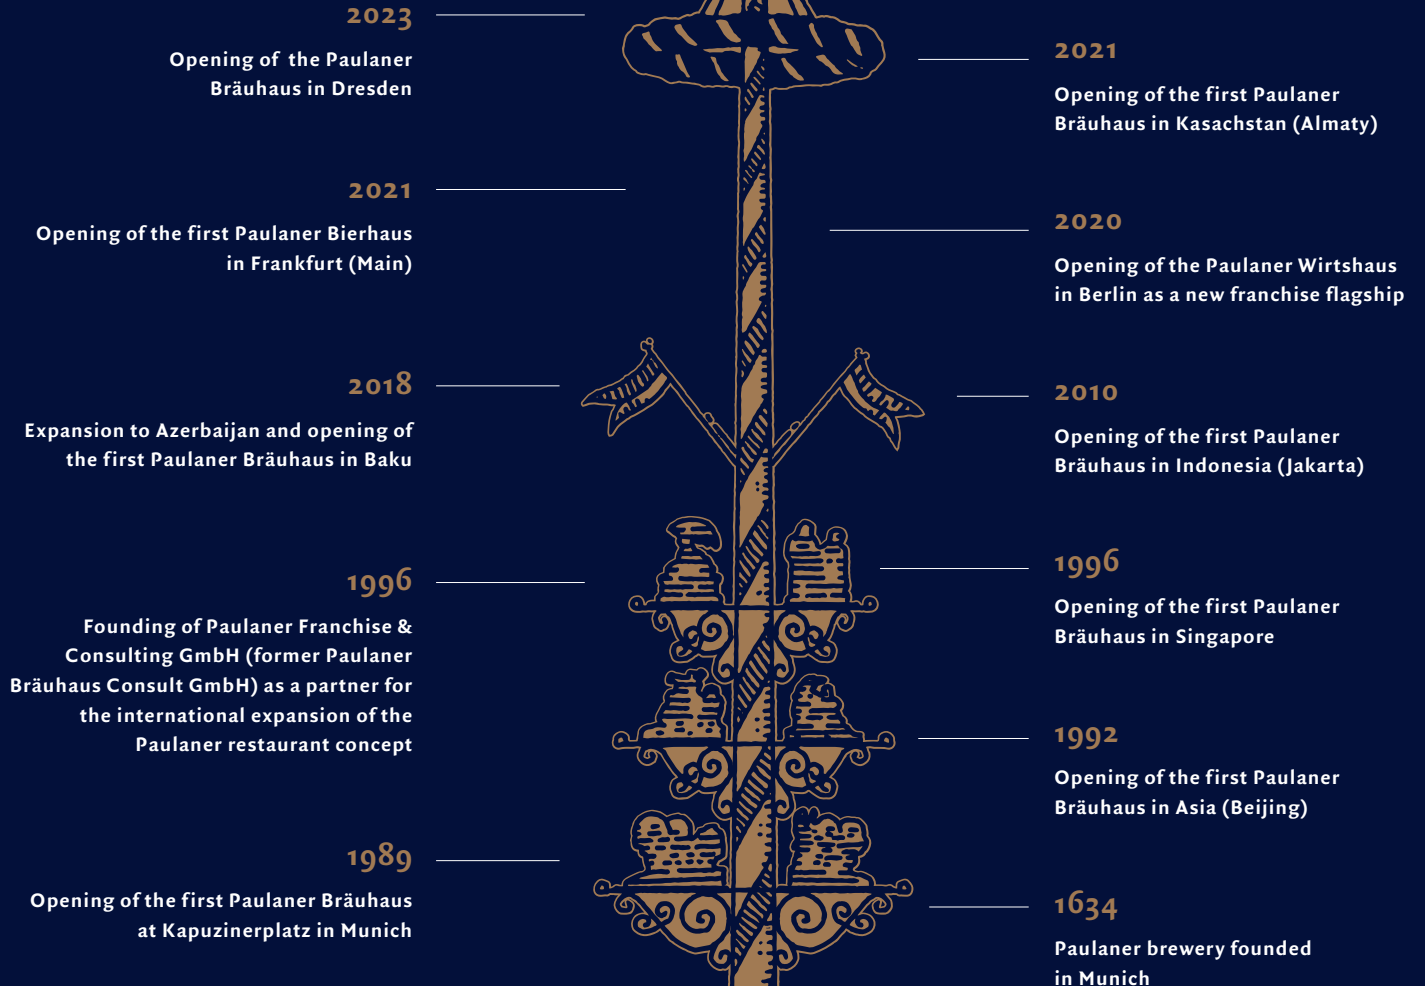 2023
Opening of the Paulaner
Bräuhaus in Dresden
2021
Opening of the first Paulaner
Bräuhaus in Kasachstan (Almaty)
2021
Opening of the first Paulaner Bierhaus
in Frankfurt (Main)
2020
Opening of the Paulaner Wirtshaus
in Berlin as a new franchise flagship
2018
Expansion to Azerbaijan and opening of
the first Paulaner Bräuhaus in Baku
2010
Opening of the first Paulaner
Bräuhaus in Indonesia (Jakarta)
1996
Founding of Paulaner Franchise &
Consulting GmbH (former Paulaner
Bräuhaus Consult GmbH) as a partner for
the international expansion of the
Paulaner restaurant concept
1996
Opening of the first Paulaner
Bräuhaus in Singapore
1992
Opening of the first Paulaner
Bräuhaus in Asia (Beijing)
1989
Opening of the first Paulaner Bräuhaus
at Kapuzinerplatz in Munich
1634
Paulaner brewery founded
in Munich